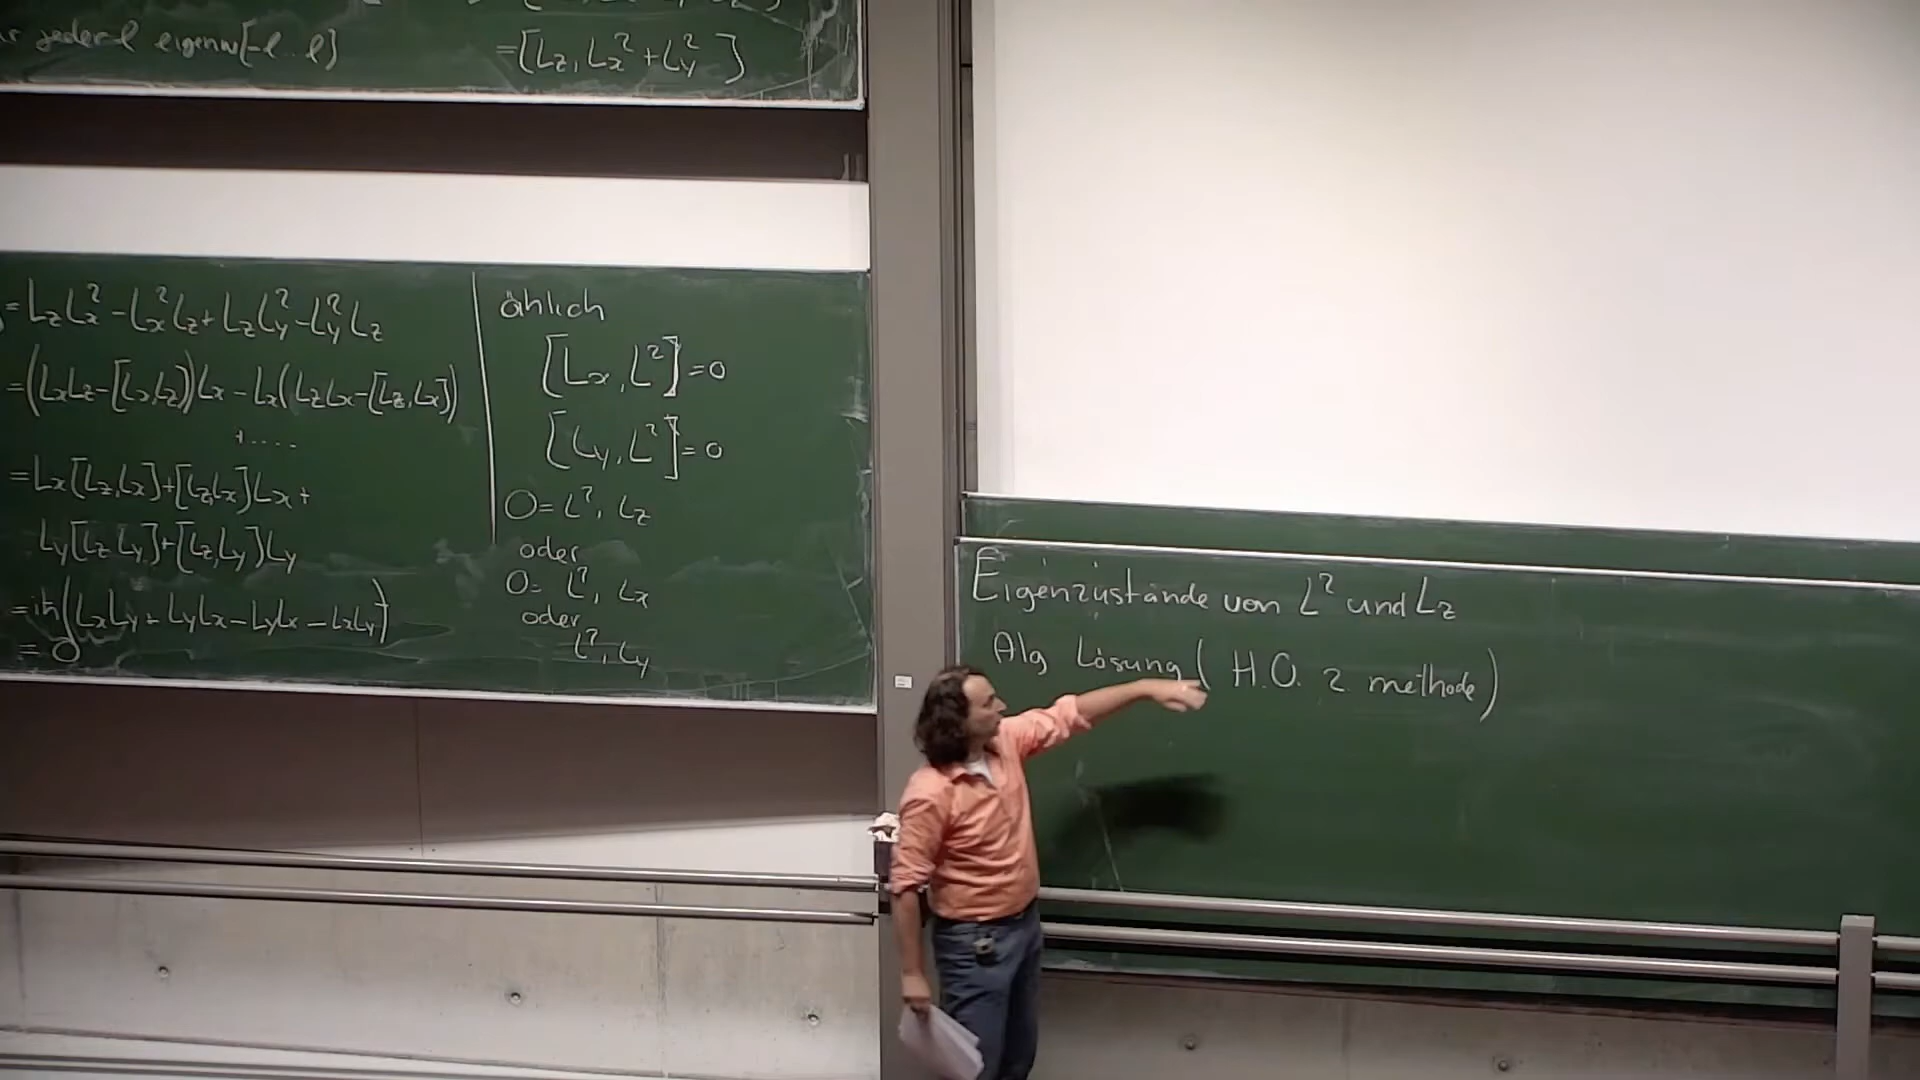 jeder l eigenw[-l .. l]
=[Lz, Lx² + Ly²]
= LzLx² - Lx²Lz + LzLy² - Ly²Lz
=(LxLz-[Lx,Lz])Lx - Lx(LzLx-[Lz,Lx])
+.....
=Lx[Lz,Lx]+[Lz,Lx]Lx+
Ly[Lz,Ly]+[Lz,Ly]Ly
=iħ(LxLy + LyLx - LyLx - LxLy)
= 0
ählich
[Lx, L²]=0
[Ly, L²]=0
O= L², Lz
oder
O= L², Lx
oder
L², Ly
Eigenzustände von L² und Lz
Alg Lösung ( H.O. 2. methode)